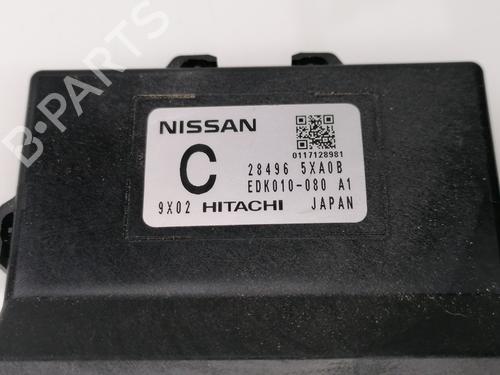 NISSAN
0117128981
C
28496 5XA0B
EDK010-080 A1
9X02 HITACHI JAPAN
B-PARTS